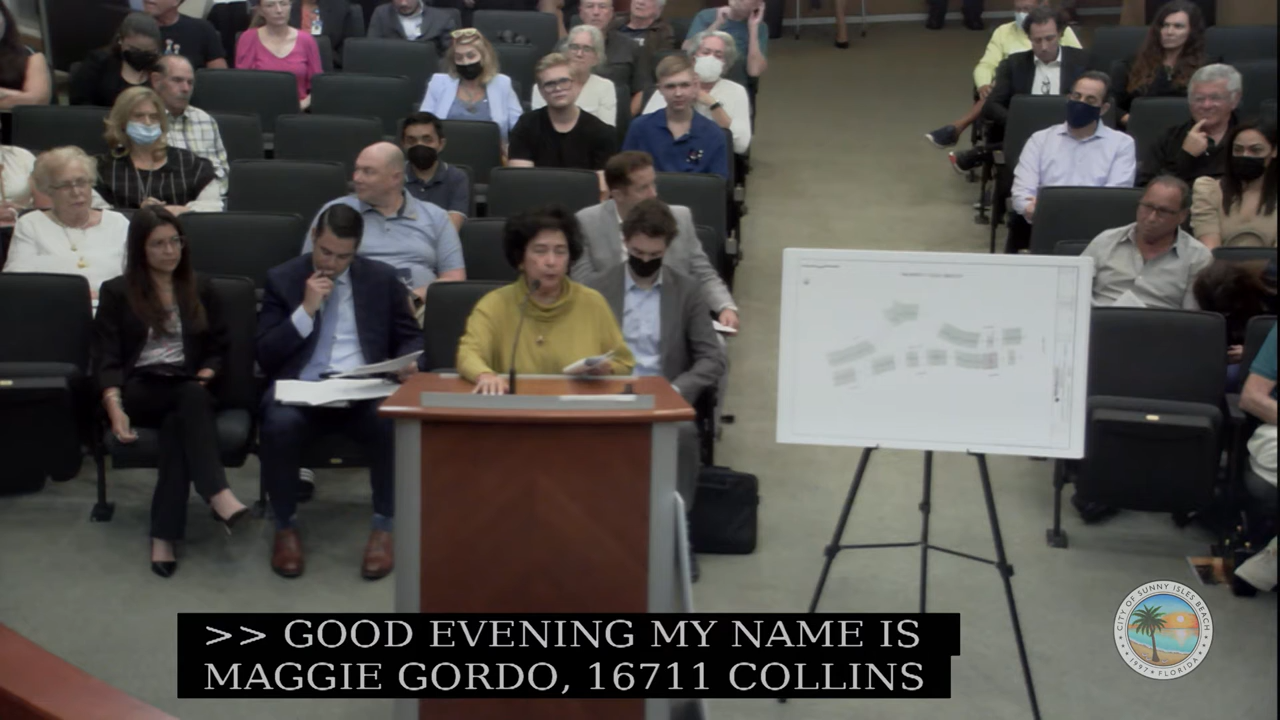 >> GOOD EVENING MY NAME IS
MAGGIE GORDO, 16711 COLLINS
CITY OF SUNNY ISLES BEACH
• 1997 • FLORIDA